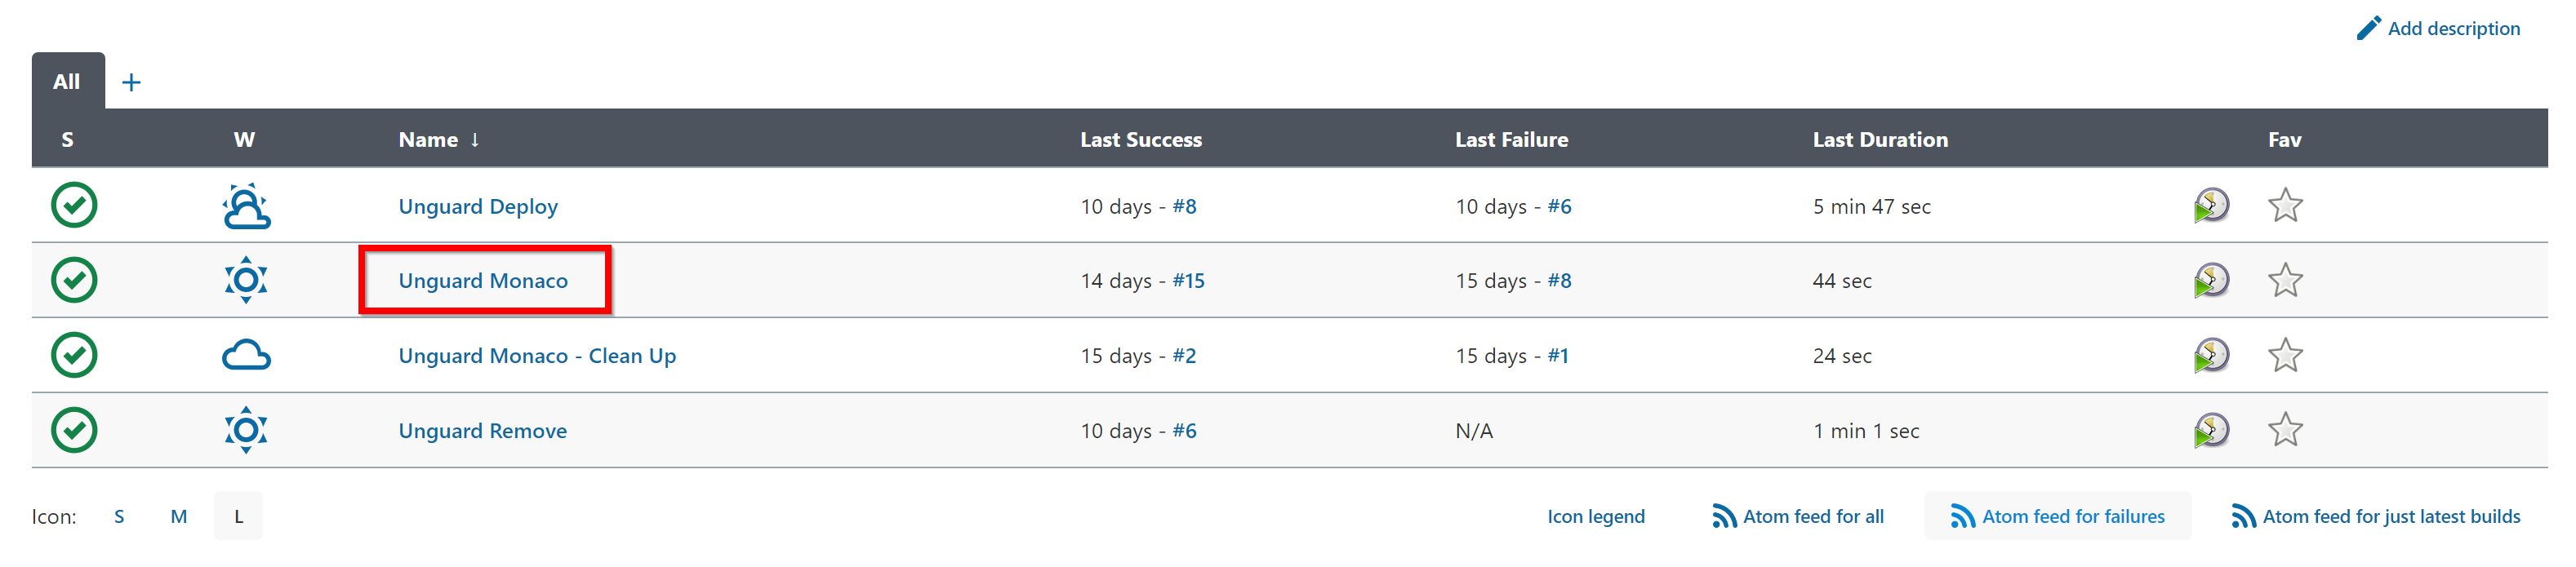 Add description
All +
S W Name ↓ Last Success Last Failure Last Duration Fav
Unguard Deploy 10 days - #8 10 days - #6 5 min 47 sec
Unguard Monaco 14 days - #15 15 days - #8 44 sec
Unguard Monaco - Clean Up 15 days - #2 15 days - #1 24 sec
Unguard Remove 10 days - #6 N/A 1 min 1 sec
Icon: S M L Icon legend Atom feed for all Atom feed for failures Atom feed for just latest builds